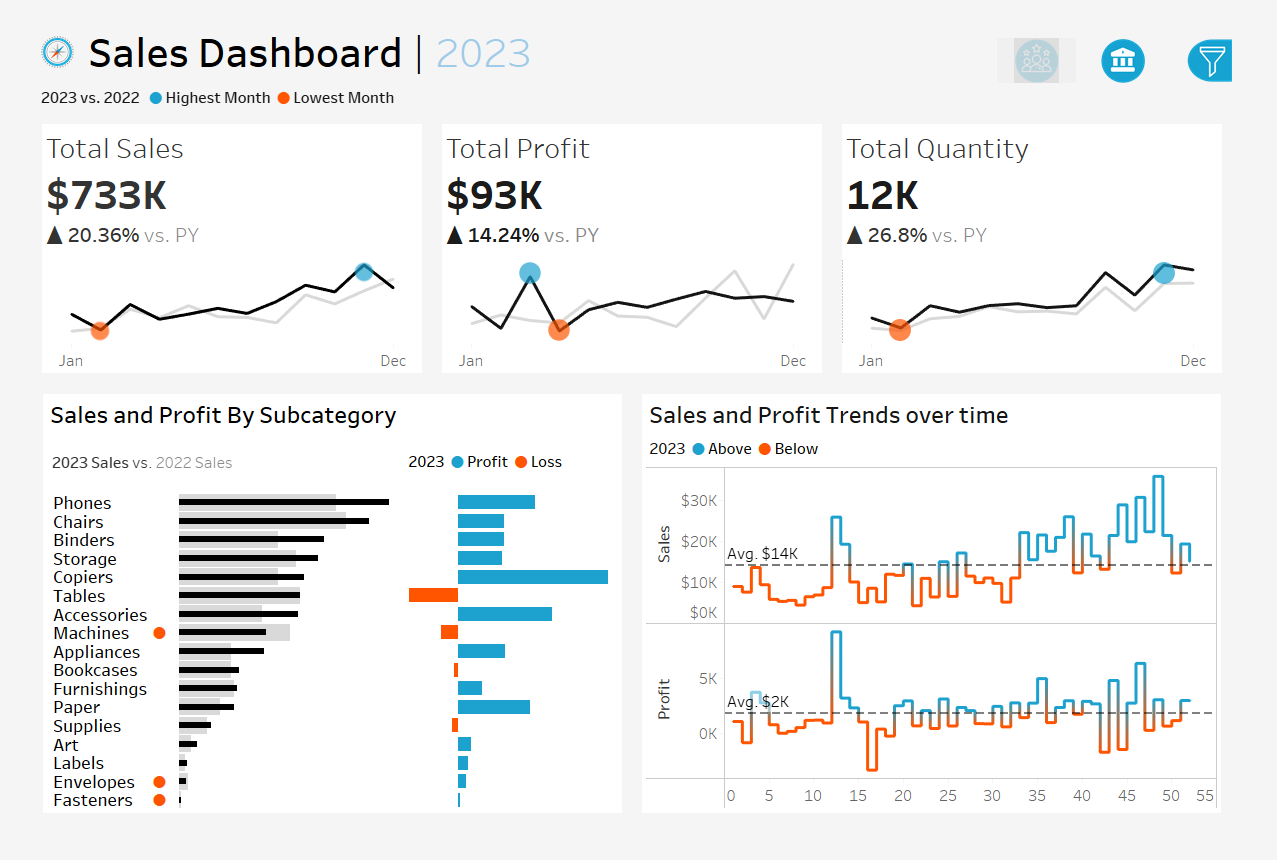 Sales Dashboard | 2023
2023 vs. 2022 Highest Month Lowest Month
Total Sales
$733K
▲ 20.36% vs. PY
Jan Dec
Total Profit
$93K
▲ 14.24% vs. PY
Jan Dec
Total Quantity
12K
▲ 26.8% vs. PY
Jan Dec
Sales and Profit By Subcategory
2023 Sales vs. 2022 Sales
2023 Profit Loss
Phones
Chairs
Binders
Storage
Copiers
Tables
Accessories
Machines
Appliances
Bookcases
Furnishings
Paper
Supplies
Art
Labels
Envelopes
Fasteners
Sales and Profit Trends over time
2023 Above Below
Sales
$30K
$20K
Avg. $14K
$10K
$0K
Profit
5K
Avg. $2K
0K
0 5 10 15 20 25 30 35 40 45 50 55